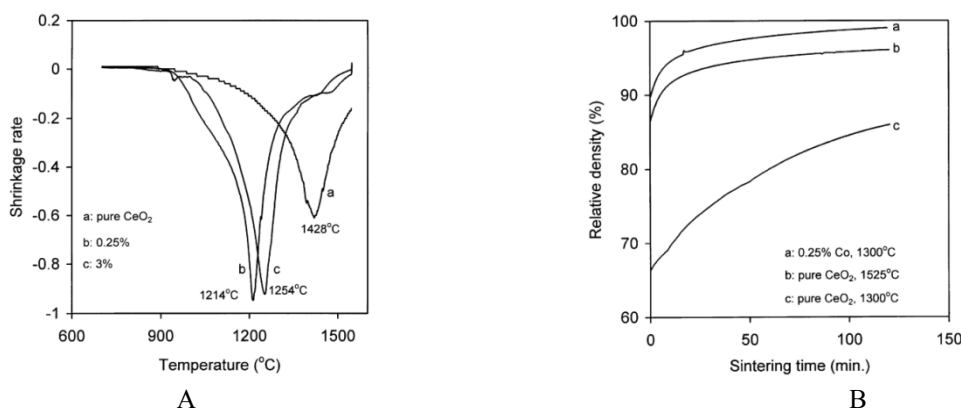 0.2
0
-0.2
-0.4
-0.6
-0.8
-1
Shrinkage rate
a: pure CeO₂
b: 0.25%
c: 3%
a
1428°C
b
c
1214°C
1254°C
600
900
1200
1500
Temperature (°C)
A
100
90
80
70
60
Relative density (%)
a
b
c
a: 0.25% Co, 1300°C
b: pure CeO₂, 1525°C
c: pure CeO₂, 1300°C
0
50
100
150
Sintering time (min.)
B